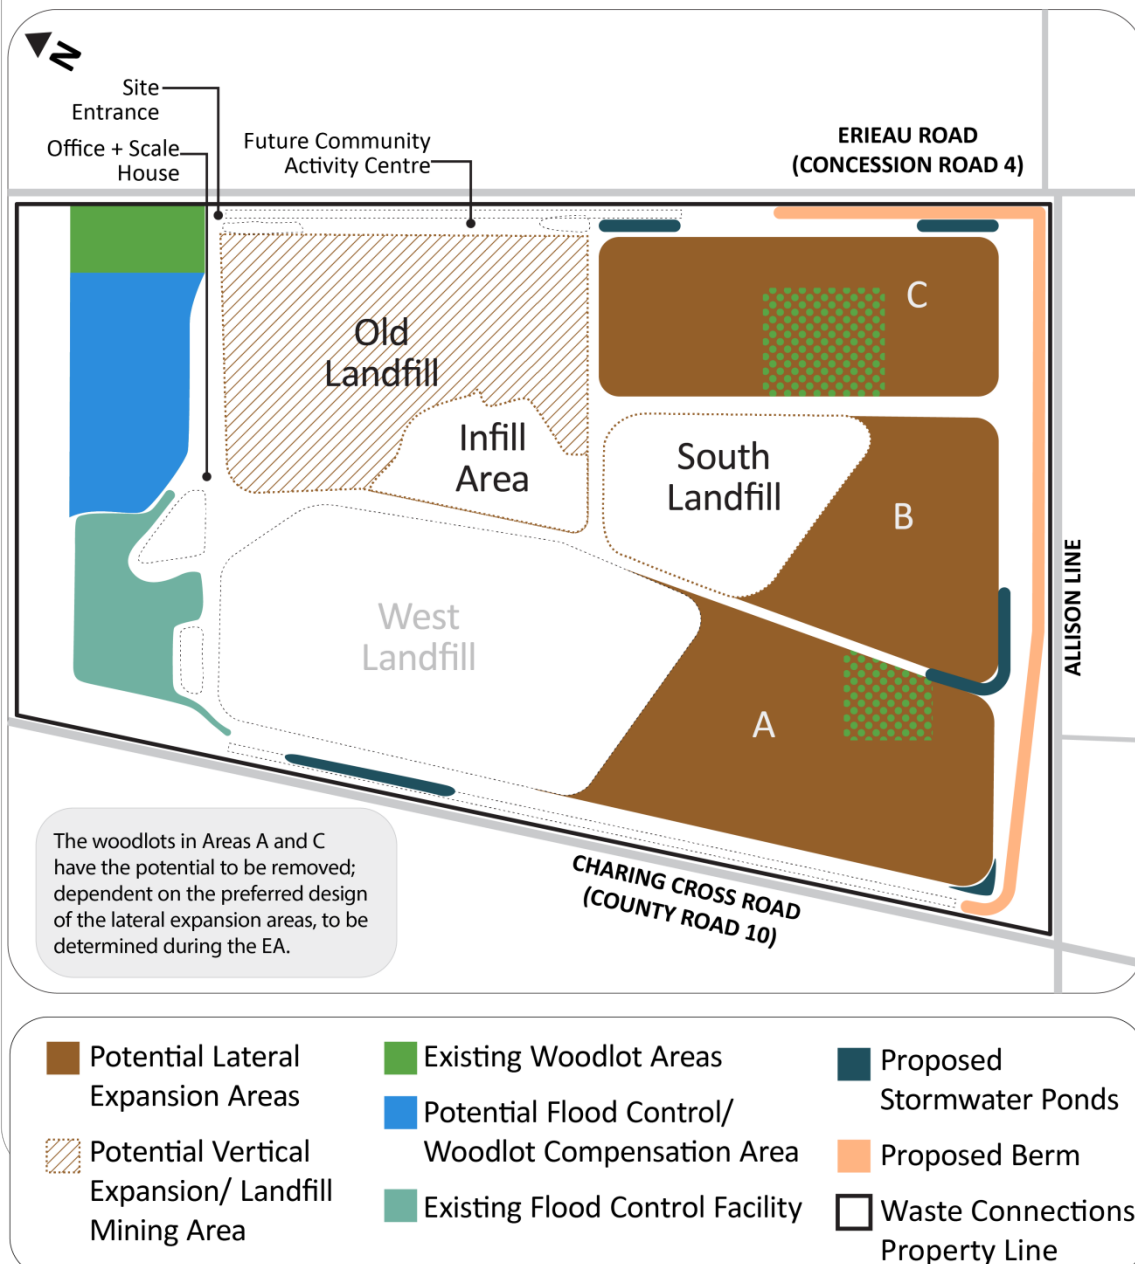 N
Site
Entrance
Office + Scale
House
Future Community
Activity Centre
ERIEAU ROAD
(CONCESSION ROAD 4)
Old
Landfill
C
Infill
Area
South
Landfill
B
ALLISON LINE
West
Landfill
A
CHARING CROSS ROAD
(COUNTY ROAD 10)
The woodlots in Areas A and C
have the potential to be removed;
dependent on the preferred design
of the lateral expansion areas, to be
determined during the EA.
Potential Lateral
Expansion Areas
Potential Vertical
Expansion/ Landfill
Mining Area
Existing Woodlot Areas
Potential Flood Control/
Woodlot Compensation Area
Existing Flood Control Facility
Proposed
Stormwater Ponds
Proposed Berm
Waste Connections
Property Line